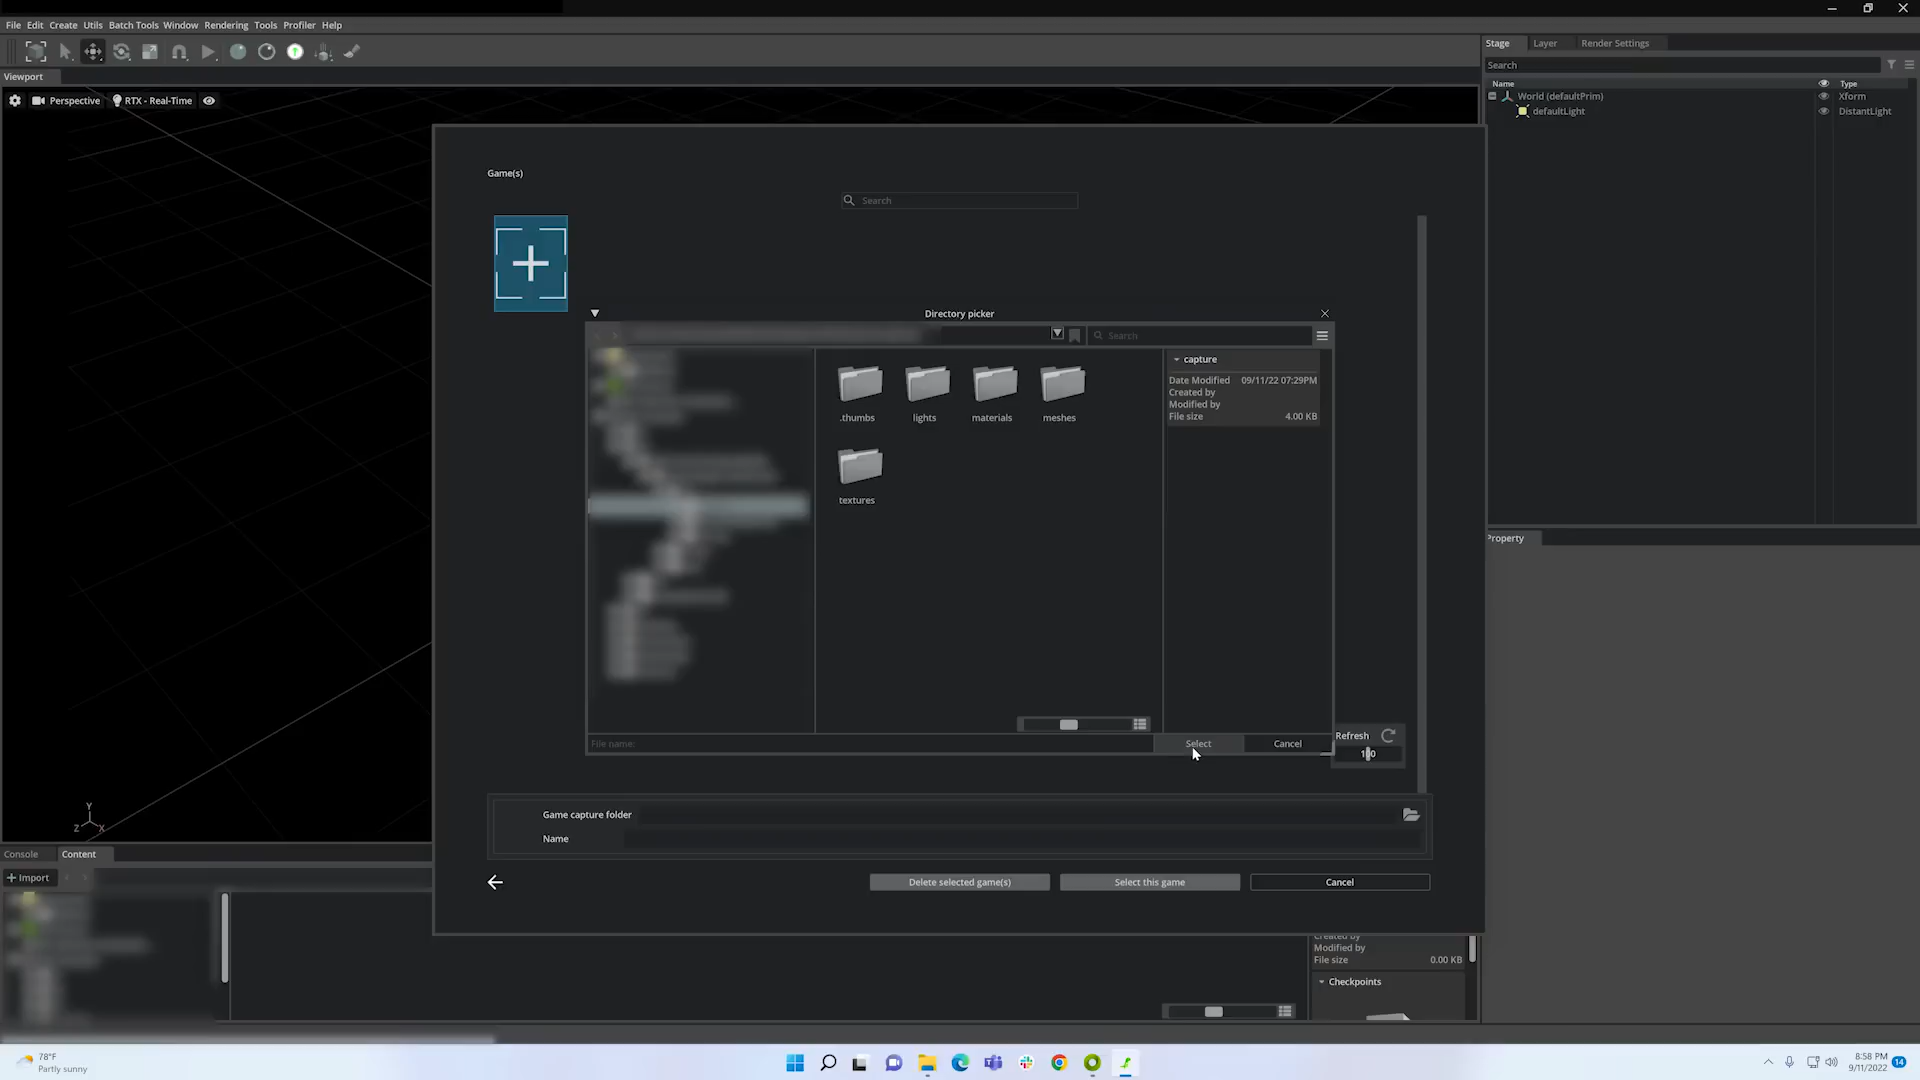 File Edit Create Utils Batch Tools Window Rendering Tools Profiler Help
Stage Layer Render Settings
Viewport
Search
Name Type
Perspective RTX - Real-Time
World (defaultPrim) Xform
defaultLight DistantLight
Game(s)
Search
Directory picker
Search
capture
Date Modified 09/11/22 07:29PM
Created by
Modified by
File size 4.00 KB
.thumbs lights materials meshes
textures
Property
File name: Select Cancel
Refresh
Game capture folder
Name
Y
Z X
Console Content
Import
Delete selected game(s) Select this game Cancel
Created by
Modified by
File size 0.00 KB
Checkpoints
78°F
Partly sunny
8:58 PM
9/11/2022
14